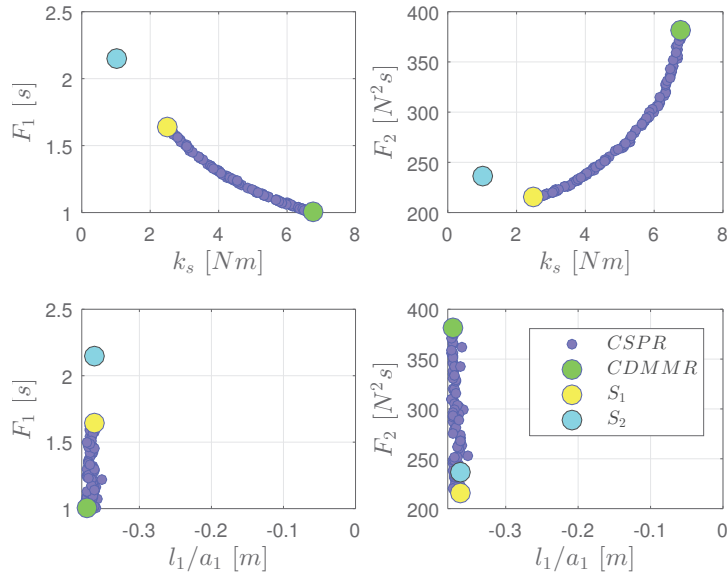 2.5
2
1.5
1
F₁ [s]
0 2 4 6 8
kₛ [Nm]
400
350
300
250
200
F₂ [N²s]
0 2 4 6 8
kₛ [Nm]
2.5
2
1.5
1
F₁ [s]
-0.3 -0.2 -0.1 0
l₁/a₁ [m]
400
350
300
250
200
F₂ [N²s]
-0.3 -0.2 -0.1 0
l₁/a₁ [m]
CSPR
CDMMR
S₁
S₂